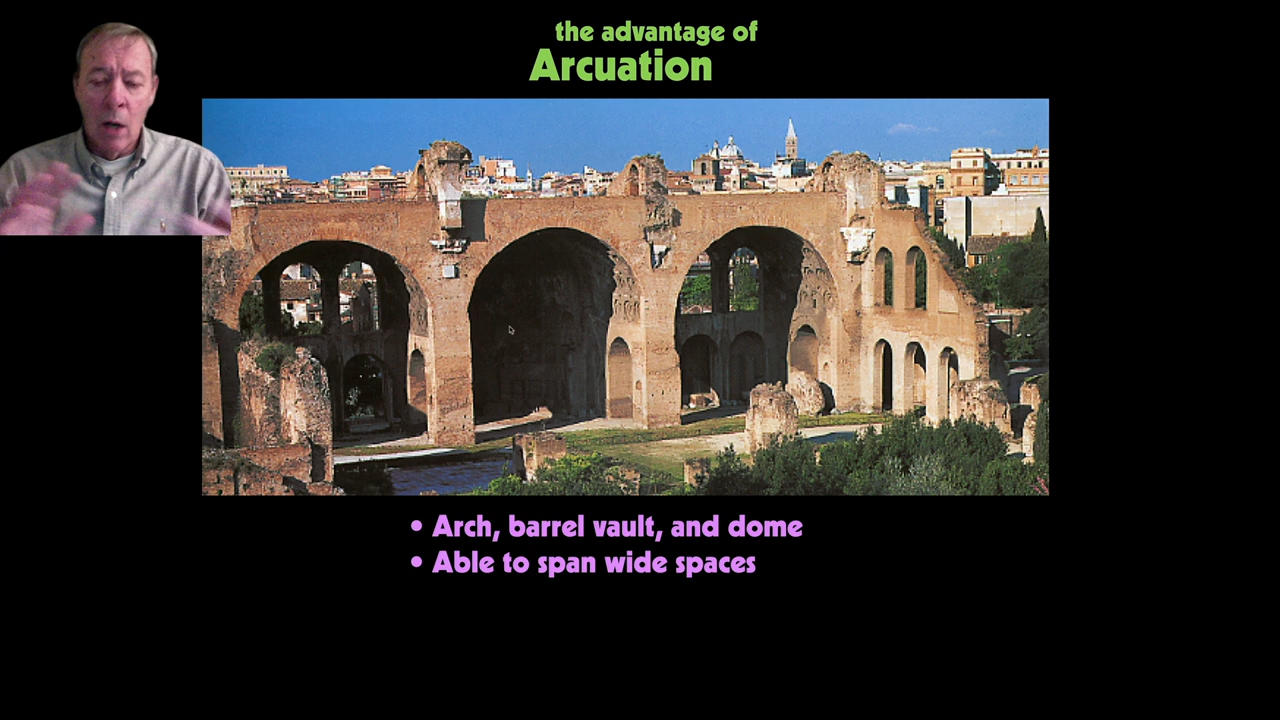 the advantage of
Arcuation
• Arch, barrel vault, and dome
• Able to span wide spaces